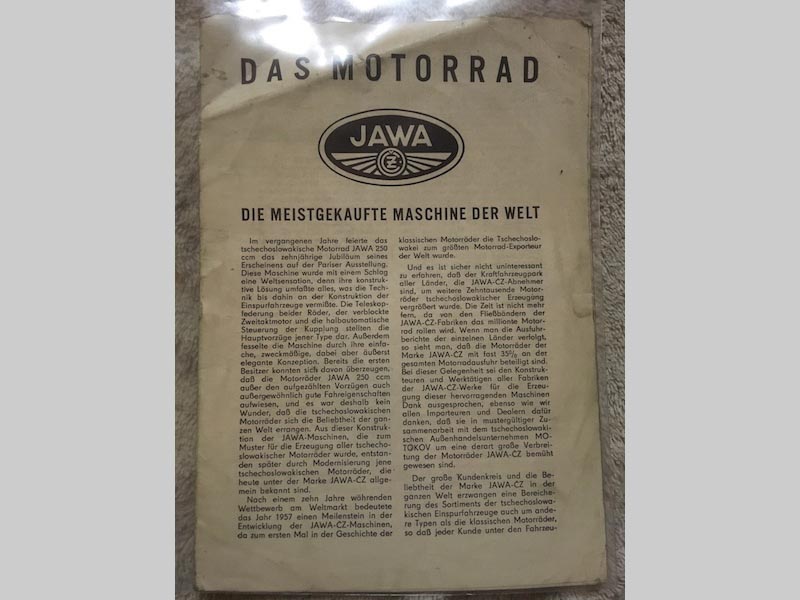 DAS MOTORRAD
JAWA
CZ
DIE MEISTGEKAUFTE MASCHINE DER WELT
Im vergangenen Jahre feierte das
tschechoslowakische Motorrad JAWA 250
ccm das zehnjährige Jubiläum seines
Erscheinens auf der Pariser Ausstellung.
Diese Maschine wurde mit einem Schlag
eine Weltsensation, denn ihre konstruk-
tive Lösung umfaßte alles, was die Tech-
nik bis dahin an der Konstruktion der
Einspurfahrzeuge vermißte. Die Teleskop-
federung beider Räder, der verblockte
Zweitaktmotor und die halbautomatische
Steuerung der Kupplung stellten die
Hauptvorzüge jener Type dar. Außerdem
fesselte die Maschine durch ihre einfa-
che, zweckmäßige, dabei aber äußerst
elegante Konzeption. Bereits die ersten
Besitzer konnten sich davon überzeugen,
daß die Motorräder JAWA 250 ccm
außer den aufgezählten Vorzügen auch
außergewöhnlich gute Fahreigenschaften
aufwiesen, und es war deshalb kein
Wunder, daß die tschechoslowakischen
Motorräder sich die Beliebtheit der gan-
zen Welt errangen. Aus dieser Konstruk-
tion der JAWA-Maschinen, die zum
Muster für die Erzeugung aller tschecho-
slowakischer Motorräder wurde, entstan-
den später durch Modernisierung jene
tschechoslowakischen Motorräder, die
heute unter der Marke JAWA-ČZ allge-
mein bekannt sind.
Nach einem zehn Jahre währenden
Wettbewerb am Weltmarkt bedeutete
das Jahr 1957 einen Meilenstein in der
Entwicklung der JAWA-ČZ-Maschinen,
da zum ersten Mal in der Geschichte der
klassischen Motorräder die Tschechoslo-
wakei zum größten Motorrad-Exporteur
der Welt wurde.
Und es ist sicher nicht uninteressant
zu erfahren, daß der Kraftfahrzeugpark
aller Länder, die JAWA-ČZ-Abnehmer
sind, um weitere Zehntausende Motor-
räder tschechoslowakischer Erzeugung
vergrößert wurde. Die Zeit ist nicht mehr
fern, da von den Fließbändern der
JAWA-ČZ-Fabriken das millionte Motor-
rad rollen wird. Wenn man die Ausfuhr-
berichte der einzelnen Länder verfolgt,
so sieht man, daß die Motorräder der
Marke JAWA-ČZ mit fast 35% an der
gesamten Motorradausfuhr beteiligt sind.
Bei dieser Gelegenheit sei den Konstruk-
teuren und Werktätigen aller Fabriken
der JAWA-ČZ-Werke für die Erzeu-
gung dieser hervorragenden Maschinen
Dank ausgesprochen, ebenso wie wir
allen Importeuren und Dealern dafür
danken, daß sie in mustergültiger Zu-
sammenarbeit mit dem tschechoslowaki-
schen Außenhandelsunternehmen MO-
TOKOV um eine derart große Verbrei-
tung der Motorräder JAWA-ČZ bemüht
gewesen sind.
Der große Kundenkreis und die Be-
liebtheit der Marke JAWA-ČZ in der
ganzen Welt erzwangen eine Bereiche-
rung des Sortiments der tschechoslowa-
kischen Einspurfahrzeuge auch um ande-
re Typen als die klassischen Motorräder,
so daß jeder Kunde unter den Fahrzeu-